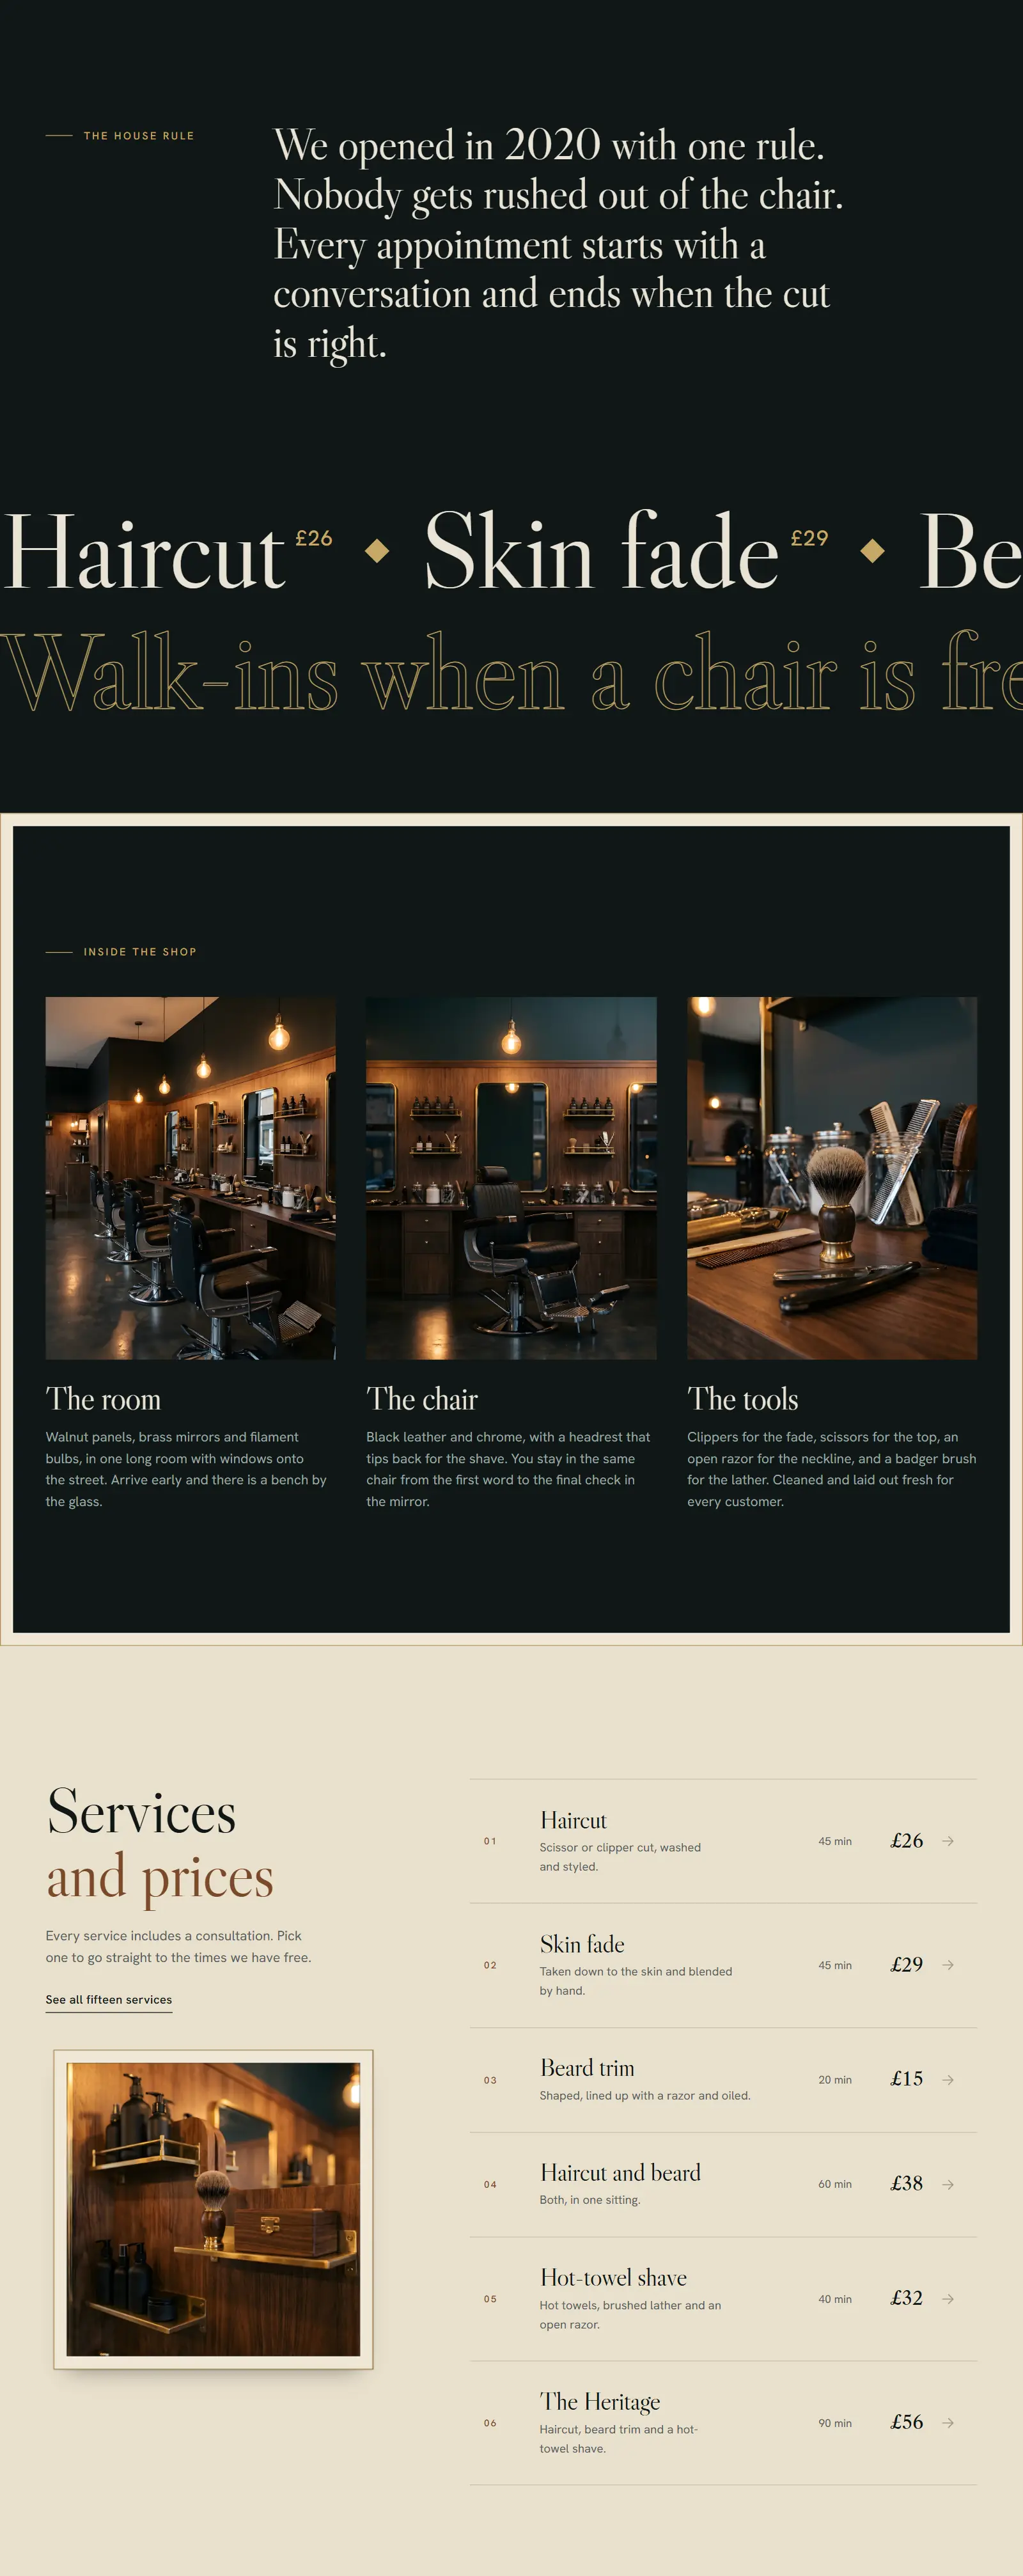 THE HOUSE RULE
We opened in 2020 with one rule.
Nobody gets rushed out of the chair.
Every appointment starts with a
conversation and ends when the cut
is right.
Haircut £26 ◆ Skin fade £29 ◆ Be
Walk-ins when a chair is fre
INSIDE THE SHOP
The room
Walnut panels, brass mirrors and filament
bulbs, in one long room with windows onto
the street. Arrive early and there is a bench by
the glass.
The chair
Black leather and chrome, with a headrest that
tips back for the shave. You stay in the same
chair from the first word to the final check in
the mirror.
The tools
Clippers for the fade, scissors for the top, an
open razor for the neckline, and a badger brush
for the lather. Cleaned and laid out fresh for
every customer.
Services
and prices
Every service includes a consultation. Pick
one to go straight to the times we have free.
See all fifteen services
01
Haircut
Scissor or clipper cut, washed
and styled.
45 min
£26 →
02
Skin fade
Taken down to the skin and blended
by hand.
45 min
£29 →
03
Beard trim
Shaped, lined up with a razor and oiled.
20 min
£15 →
04
Haircut and beard
Both, in one sitting.
60 min
£38 →
05
Hot-towel shave
Hot towels, brushed lather and an
open razor.
40 min
£32 →
06
The Heritage
Haircut, beard trim and a hot-
towel shave.
90 min
£56 →